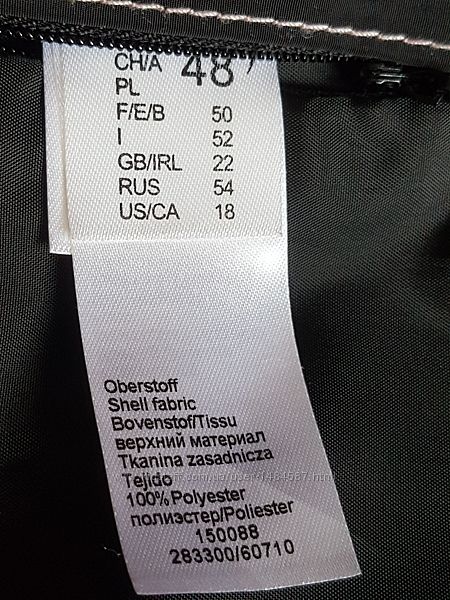 CH/A 48
PL
F/E/B 50
I 52
GB/IRL 22
RUS 54
US/CA 18
Oberstoff
Shell fabric
Bovenstof/Tissu
верхний материал
Tkanina zasadnicza
Tejido
100%Polyester
полиэстер/Poliester
150088
283300/60710